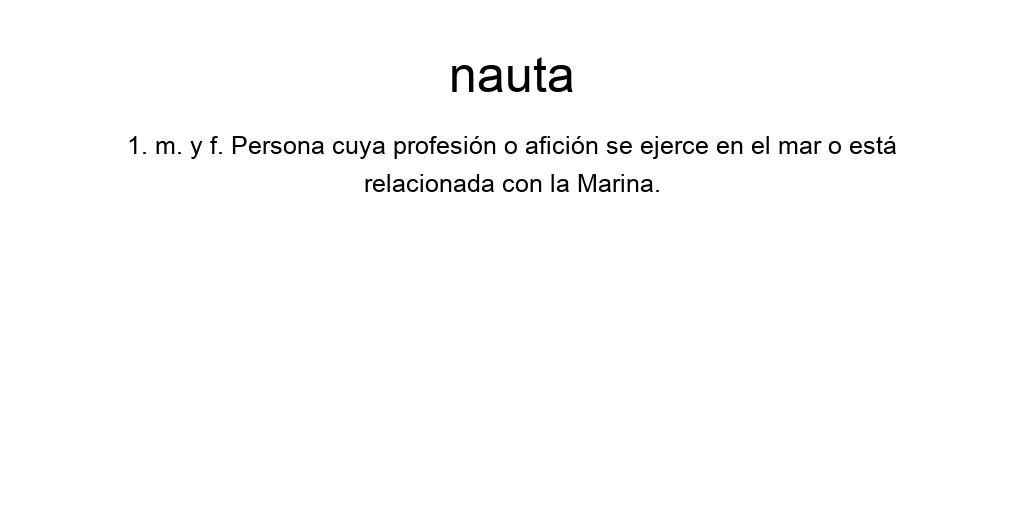 nauta
1. m. y f. Persona cuya profesión o afición se ejerce en el mar o está
relacionada con la Marina.